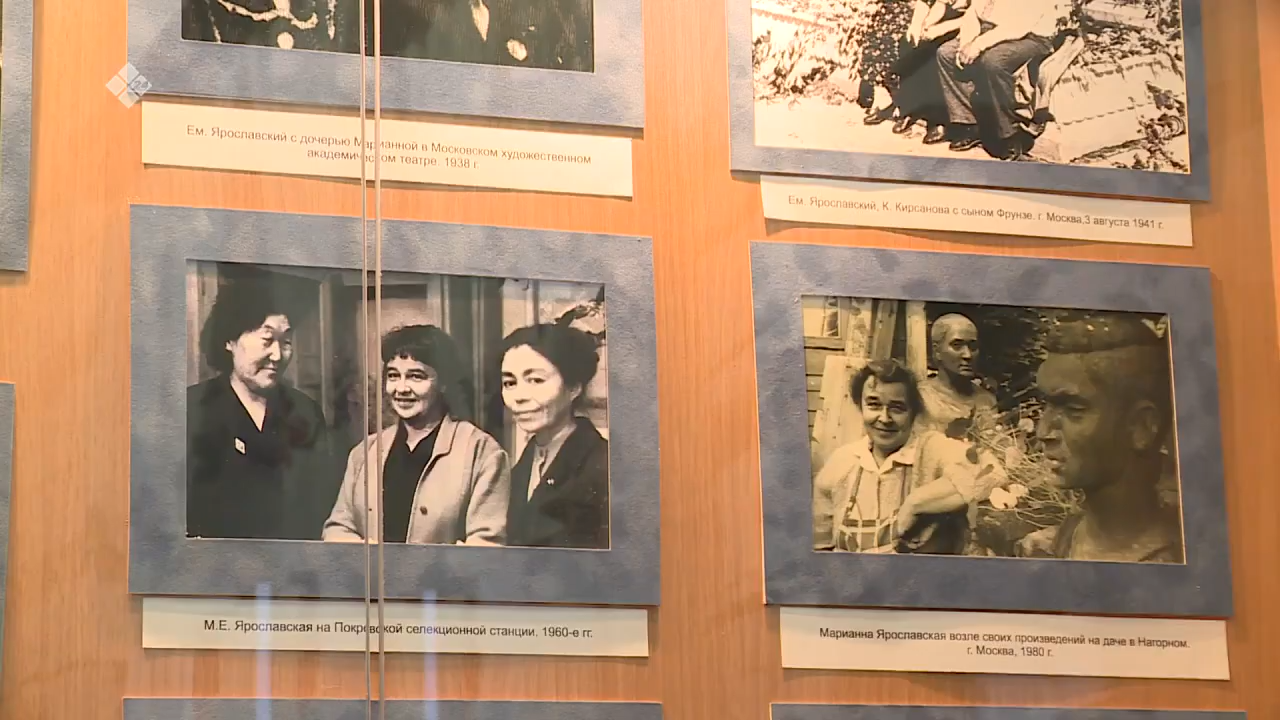 Ем. Ярославский с дочерью Марианной в Московском художественном
академическом театре. 1938 г.
Ем. Ярославский, К. Кирсанова с сыном Фрунзе. г. Москва,3 августа 1941 г.
М.Е. Ярославская на Покровской селекционной станции. 1960-е гг.
Марианна Ярославская возле своих произведений на даче в Нагорном.
г. Москва, 1980 г.